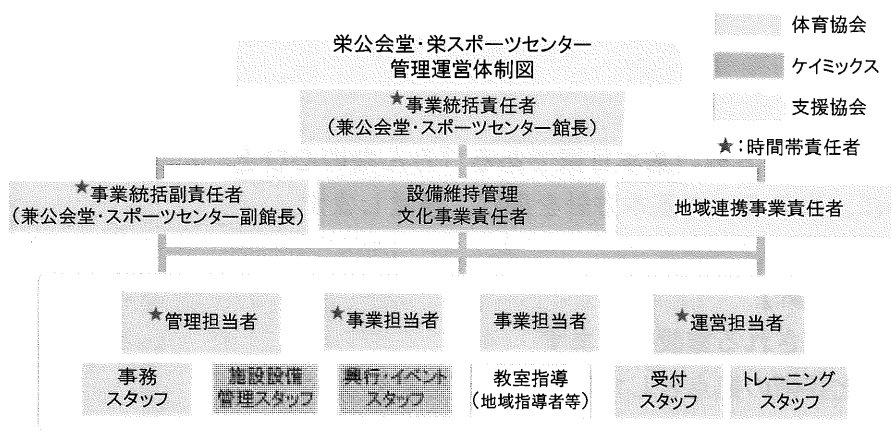 栄公会堂・栄スポーツセンター
管理運営体制図
体育協会
ケイミックス
支援協会
★:時間帯責任者
★事業統括責任者
(兼公会堂・スポーツセンター館長)
★事業統括副責任者
(兼公会堂・スポーツセンター副館長)
設備維持管理
文化事業責任者
地域連携事業責任者
★管理担当者
★事業担当者
事業担当者
★運営担当者
事務
スタッフ
施設設備
管理スタッフ
興行・イベント
スタッフ
教室指導
(地域指導者等)
受付
スタッフ
トレーニング
スタッフ